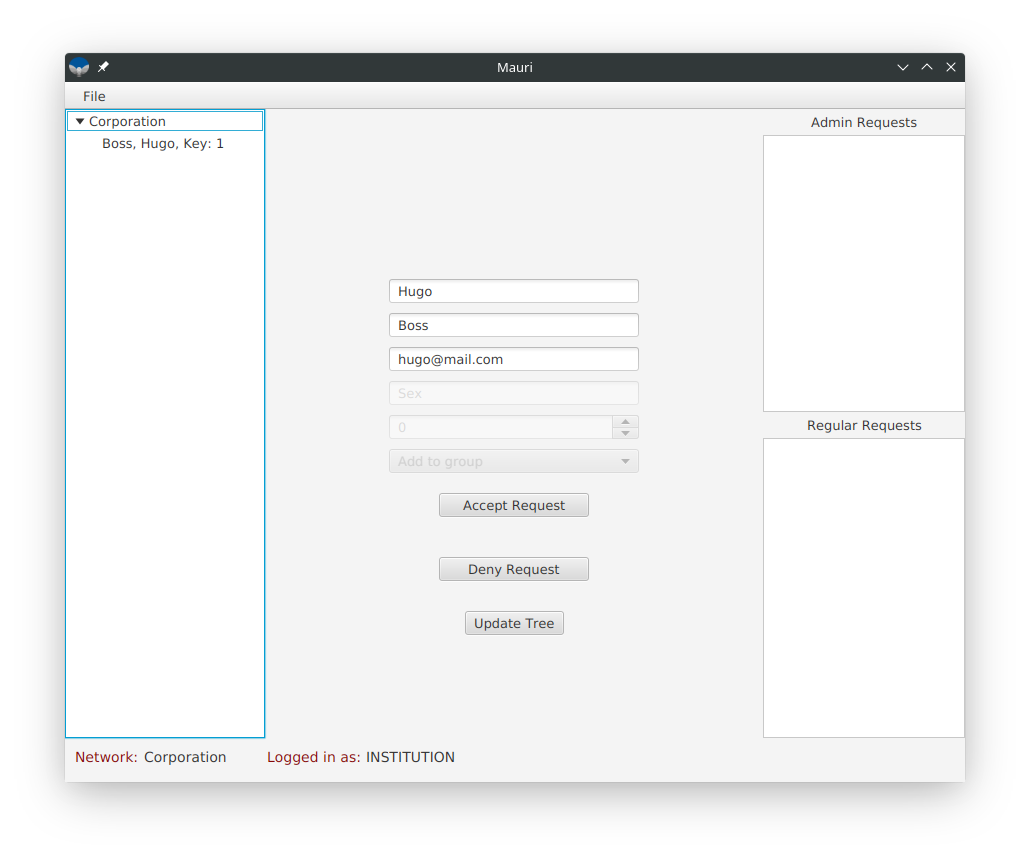 Mauri
File
Corporation
Boss, Hugo, Key: 1
Hugo
Boss
hugo@mail.com
Sex
0
Add to group
Accept Request
Deny Request
Update Tree
Admin Requests
Regular Requests
Network: Corporation Logged in as: INSTITUTION